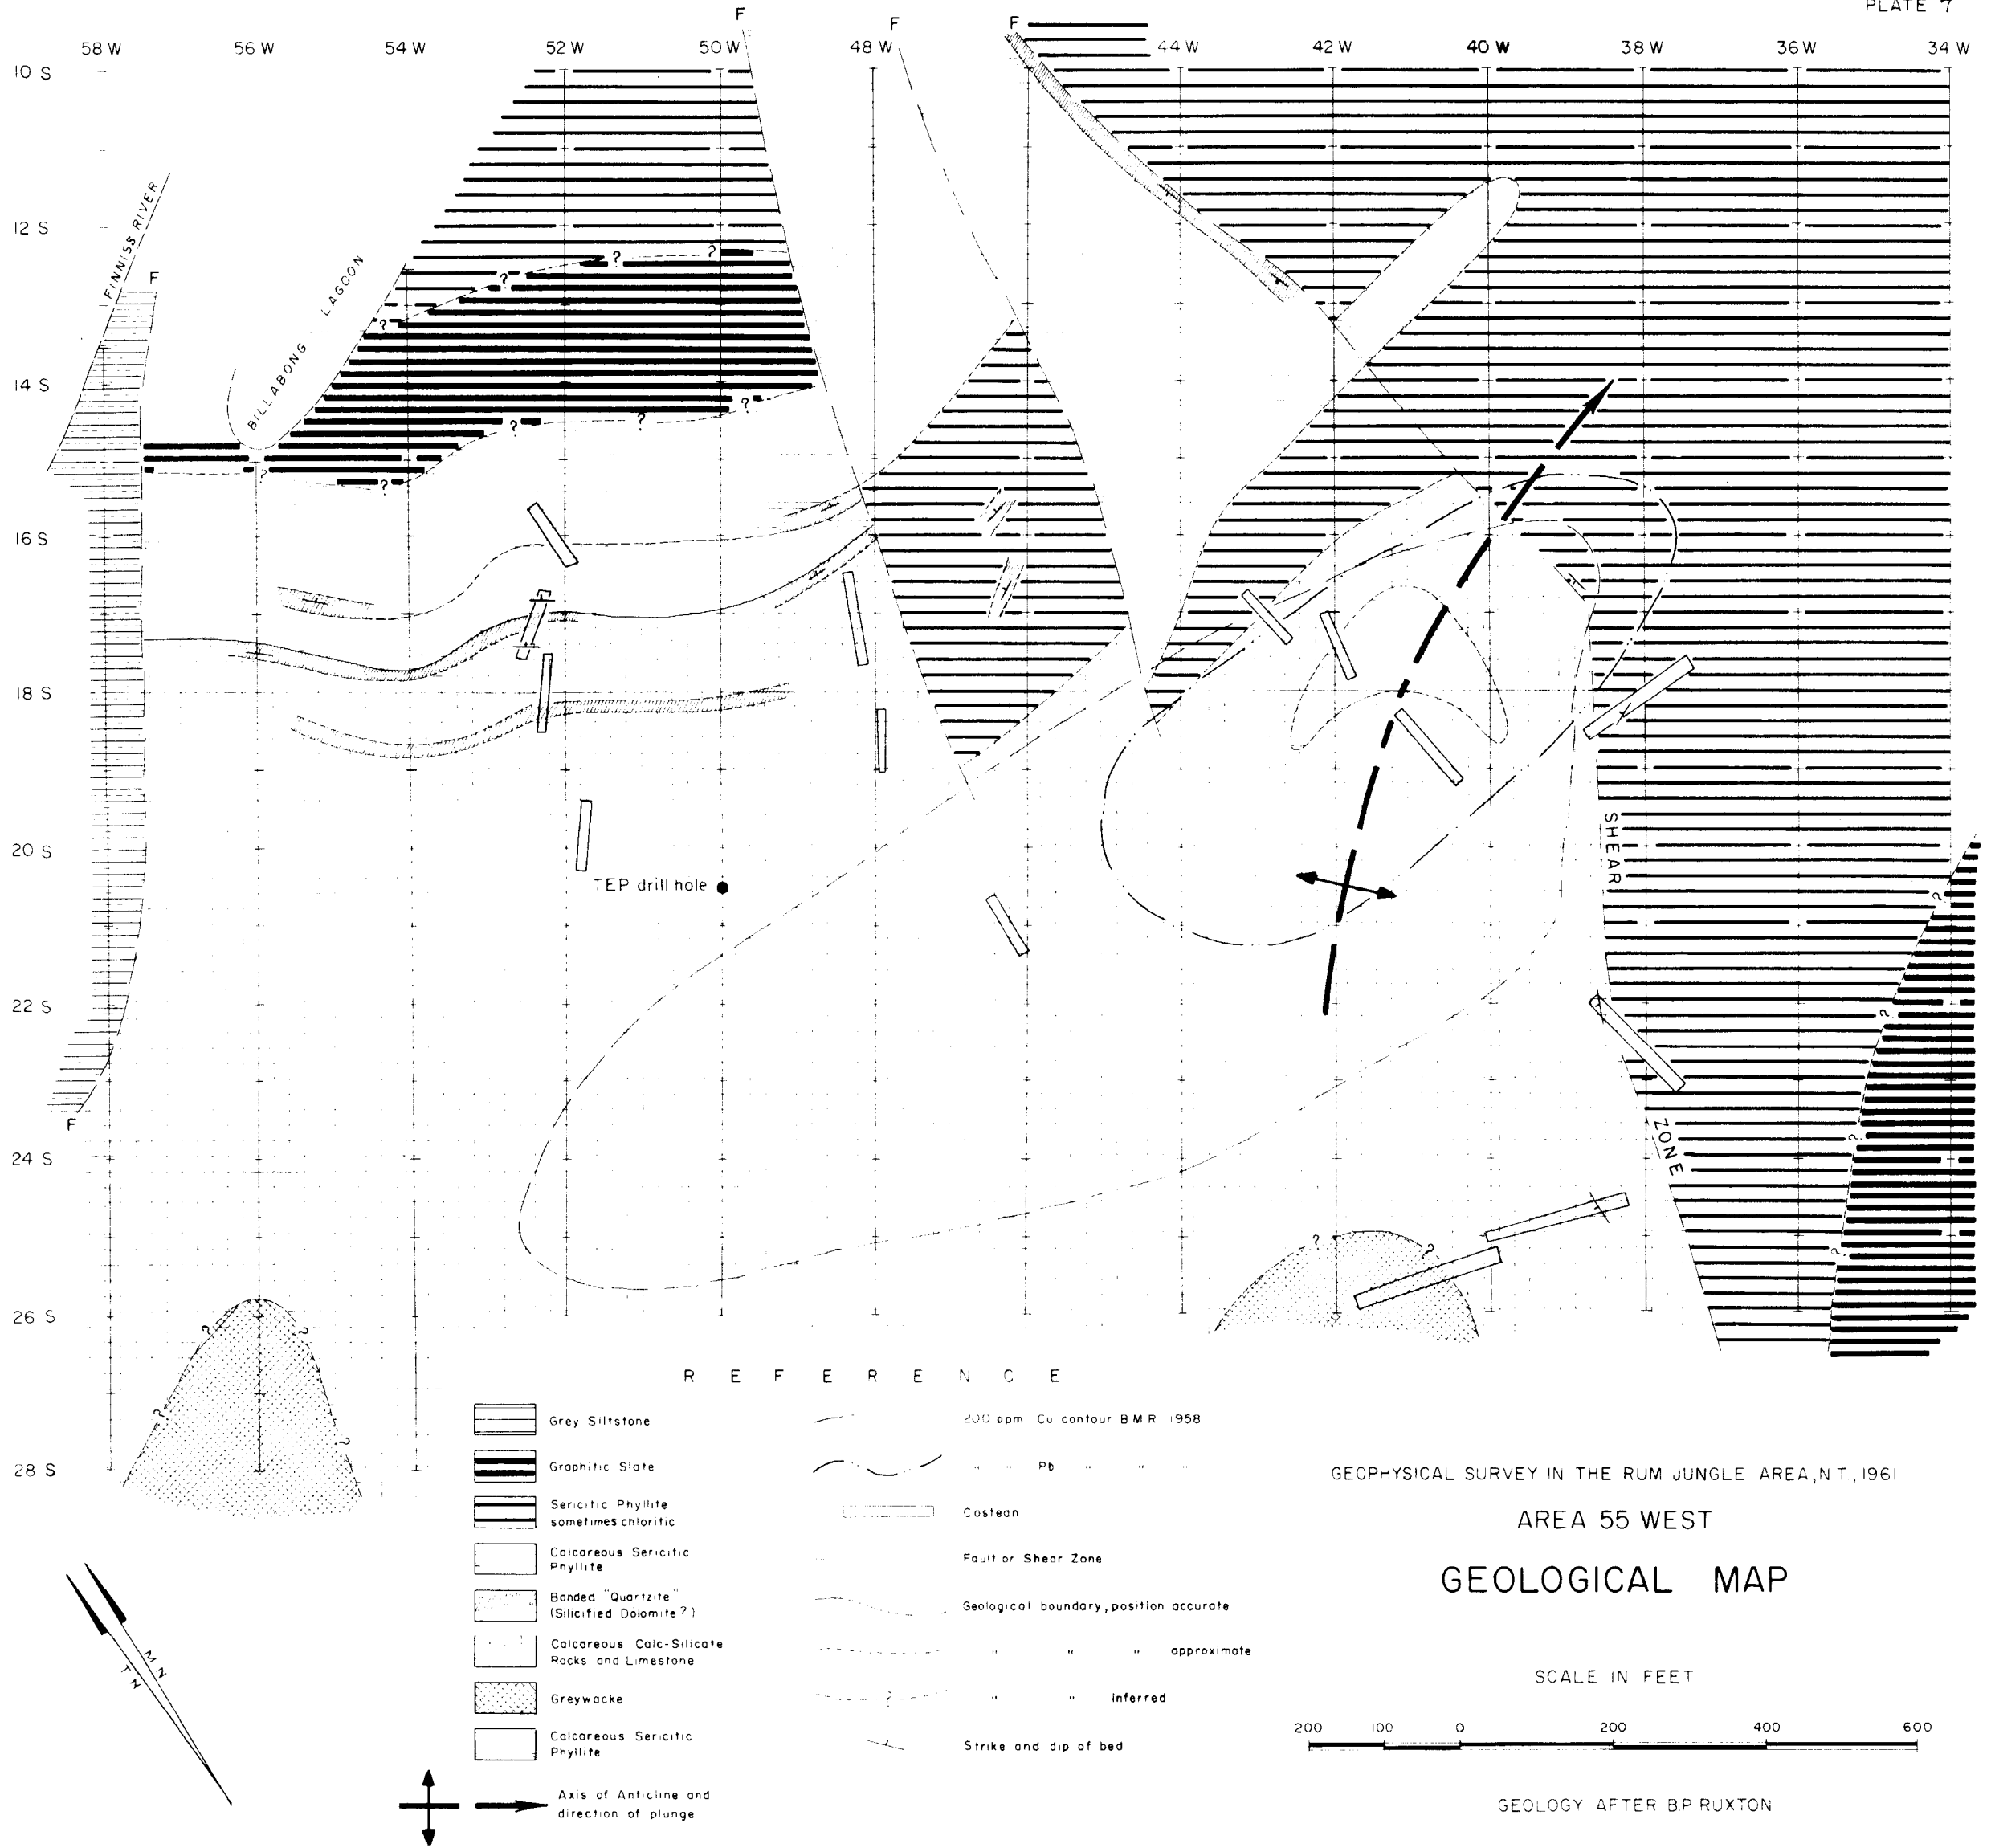 PLATE 7
F F F
58 W 56 W 54 W 52 W 50 W 48 W 44 W 42 W 40 W 38 W 36 W 34 W
10 S
FINNISS RIVER
12 S
BILLABONG LAGOON
F
? ? ? ?
?
14 S
? ? ?
? ?
16 S
18 S
SHEAR
20 S
TEP drill hole
?
22 S
?
F
ZONE
?
24 S
? ?
?
26 S
? ?
? ?
28 S
REFERENCE
Grey Siltstone
Graphitic Slate
Sericitic Phyllite
sometimes chloritic
Calcareous Sericitic
Phyllite
Banded "Quartzite"
(Silicified Dolomite?)
Calcareous Calc-Silicate
Rocks and Limestone
Greywacke
Calcareous Sericitic
Phyllite
Axis of Anticline and
direction of plunge
200 ppm Cu contour B M R 1958
" " Pb " " "
Costean
Fault or Shear Zone
Geological boundary, position accurate
" " " approximate
? " " inferred
Strike and dip of bed
MN
TN
GEOPHYSICAL SURVEY IN THE RUM JUNGLE AREA, N T, 1961
AREA 55 WEST
GEOLOGICAL MAP
SCALE IN FEET
200 100 0 200 400 600
GEOLOGY AFTER B.P RUXTON